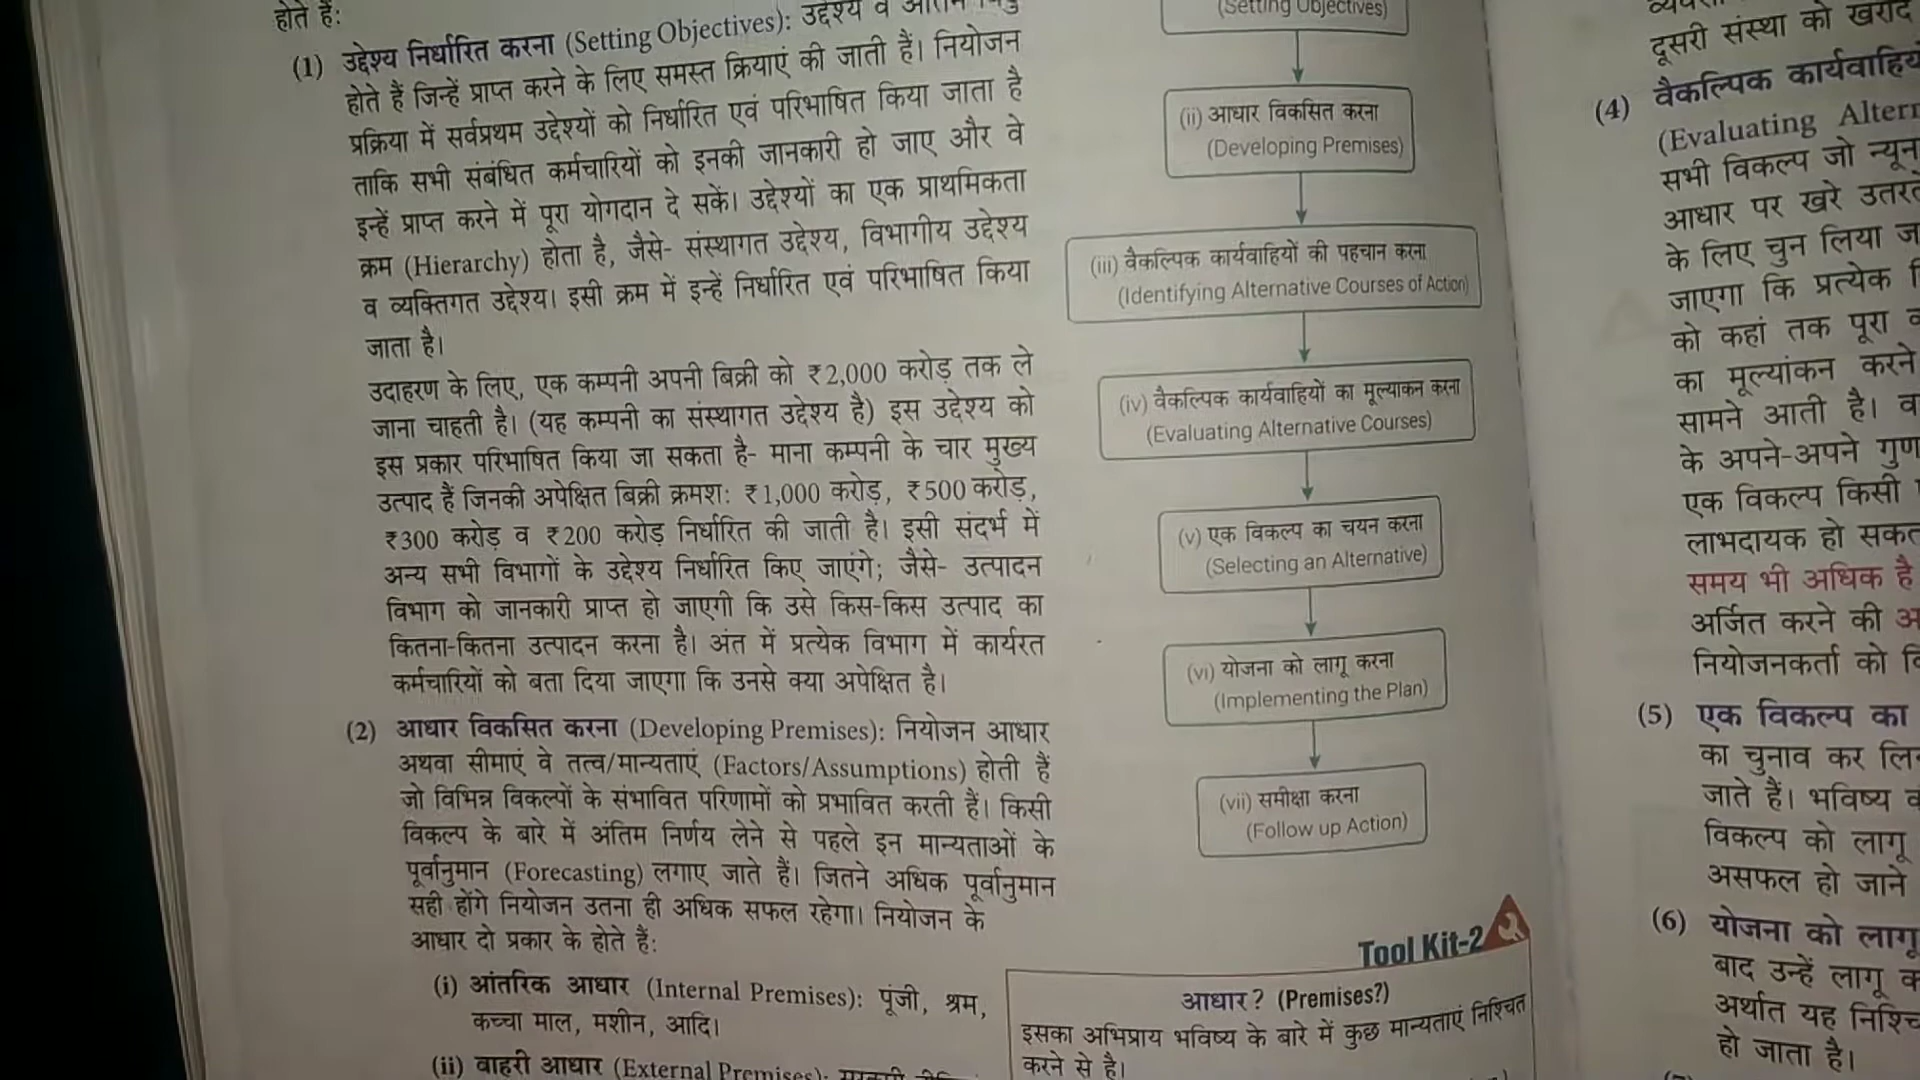 होते हैं:
(1) उद्देश्य निर्धारित करना (Setting Objectives): उद्देश्य व
होते हैं जिन्हें प्राप्त करने के लिए समस्त क्रियाएं की जाती हैं। नियोजन
प्रक्रिया में सर्वप्रथम उद्देश्यों को निर्धारित एवं परिभाषित किया जाता है
ताकि सभी संबंधित कर्मचारियों को इनकी जानकारी हो जाए और वे
इन्हें प्राप्त करने में पूरा योगदान दे सकें। उद्देश्यों का एक प्राथमिकता
क्रम (Hierarchy) होता है, जैसे- संस्थागत उद्देश्य, विभागीय उद्देश्य
व व्यक्तिगत उद्देश्य। इसी क्रम में इन्हें निर्धारित एवं परिभाषित किया
जाता है।
उदाहरण के लिए, एक कम्पनी अपनी बिक्री को ₹2,000 करोड़ तक ले
जाना चाहती है। (यह कम्पनी का संस्थागत उद्देश्य है) इस उद्देश्य को
इस प्रकार परिभाषित किया जा सकता है- माना कम्पनी के चार मुख्य
उत्पाद हैं जिनकी अपेक्षित बिक्री क्रमश: ₹1,000 करोड़, ₹500 करोड़,
₹300 करोड़ व ₹200 करोड़ निर्धारित की जाती है। इसी संदर्भ में
अन्य सभी विभागों के उद्देश्य निर्धारित किए जाएंगे; जैसे- उत्पादन
विभाग को जानकारी प्राप्त हो जाएगी कि उसे किस-किस उत्पाद का
कितना-कितना उत्पादन करना है। अंत में प्रत्येक विभाग में कार्यरत
कर्मचारियों को बता दिया जाएगा कि उनसे क्या अपेक्षित है।
(2) आधार विकसित करना (Developing Premises): नियोजन आधार
अथवा सीमाएं वे तत्व/मान्यताएं (Factors/Assumptions) होती हैं
जो विभिन्न विकल्पों के संभावित परिणामों को प्रभावित करती हैं। किसी
विकल्प के बारे में अंतिम निर्णय लेने से पहले इन मान्यताओं के
पूर्वानुमान (Forecasting) लगाए जाते हैं। जितने अधिक पूर्वानुमान
सही होंगे नियोजन उतना ही अधिक सफल रहेगा। नियोजन के
आधार दो प्रकार के होते हैं:
(i) आंतरिक आधार (Internal Premises): पूंजी, श्रम,
कच्चा माल, मशीन, आदि।
(ii) बाहरी आधार (External Premises):
(Setting Objectives)
(ii) आधार विकसित करना
(Developing Premises)
(iii) वैकल्पिक कार्यवाहियों की पहचान करना
(Identifying Alternative Courses of Action)
(iv) वैकल्पिक कार्यवाहियों का मूल्यांकन करना
(Evaluating Alternative Courses)
(v) एक विकल्प का चयन करना
(Selecting an Alternative)
(vi) योजना को लागू करना
(Implementing the Plan)
(vii) समीक्षा करना
(Follow up Action)
Tool Kit-2
आधार? (Premises?)
इसका अभिप्राय भविष्य के बारे में कुछ मान्यताएं निश्चित
करने से है।
दूसरी संस्था को खरीद
(4) वैकल्पिक
(Evaluating
सभी विकल्प जो न्यून
आधार पर खरे
के लिए चुन लिया
जाएगा कि प्रत्येक
को कहां तक पूरा
का मूल्यांकन करने
सामने आती है।
के अपने-अपने गुण
एक विकल्प किसी
लाभदायक हो
समय भी अधिक है
अर्जित करने की
नियोजनकर्ता को
(5) एक विकल्प का
का चुनाव कर
जाते हैं। भविष्य
विकल्प को लागू
असफल हो जाने
(6) योजना को लागू
बाद उन्हें लागू
अर्थात यह
हो जाता है।